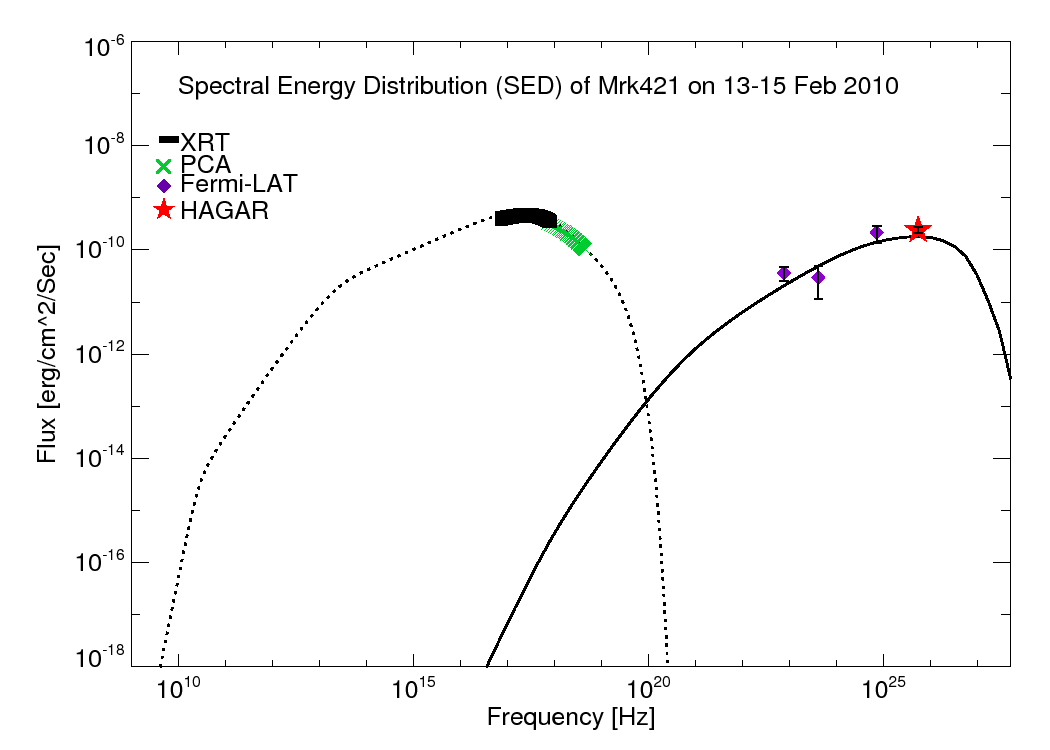 Spectral Energy Distribution (SED) of Mrk421 on 13-15 Feb 2010
XRT
PCA
Fermi-LAT
HAGAR
Flux [erg/cm^2/Sec]
10^-6
10^-8
10^-10
10^-12
10^-14
10^-16
10^-18
10^10
10^15
10^20
10^25
Frequency [Hz]